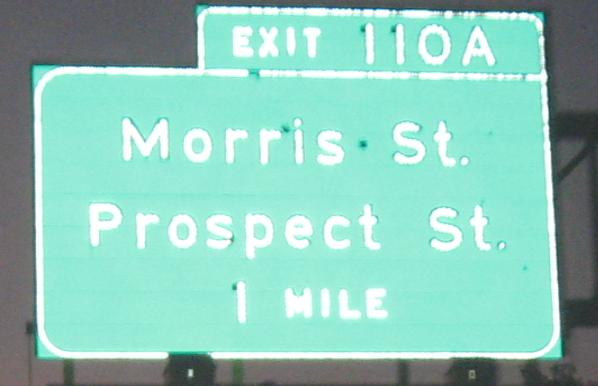 EXIT 110A
Morris St.
Prospect St.
1 MILE